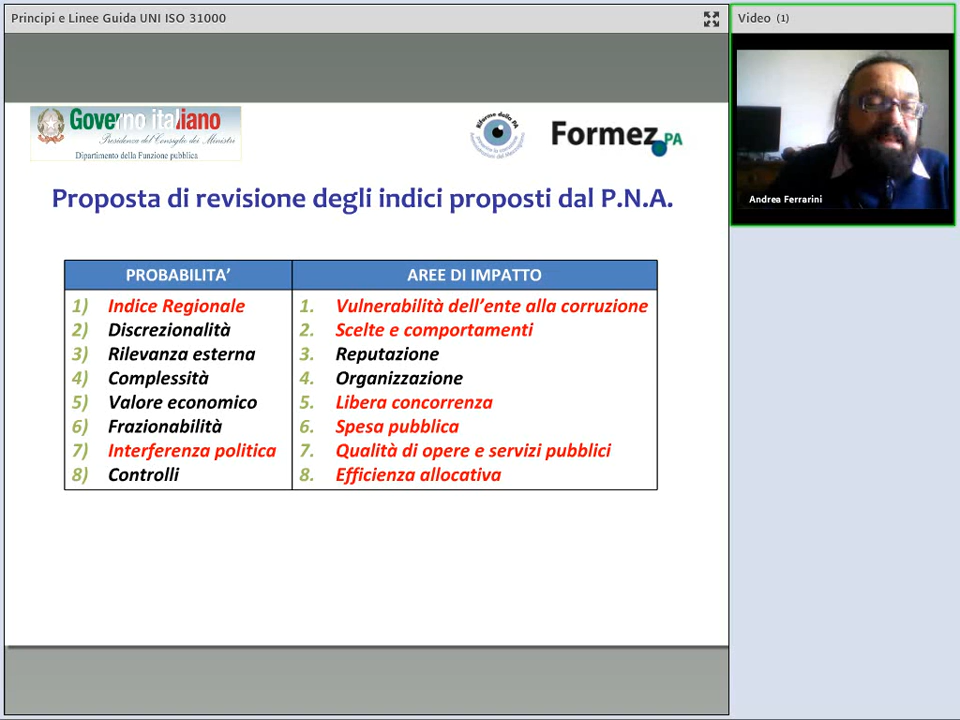 Principi e Linee Guida UNI ISO 31000
Video (1)
Governo italiano
Presidenza del Consiglio dei Ministri
Dipartimento della Funzione pubblica
Riforme della PA
Formez PA
Andrea Ferrarini
Proposta di revisione degli indici proposti dal P.N.A.
PROBABILITA’
AREE DI IMPATTO
1) Indice Regionale
2) Discrezionalità
3) Rilevanza esterna
4) Complessità
5) Valore economico
6) Frazionabilità
7) Interferenza politica
8) Controlli
1. Vulnerabilità dell’ente alla corruzione
2. Scelte e comportamenti
3. Reputazione
4. Organizzazione
5. Libera concorrenza
6. Spesa pubblica
7. Qualità di opere e servizi pubblici
8. Efficienza allocativa